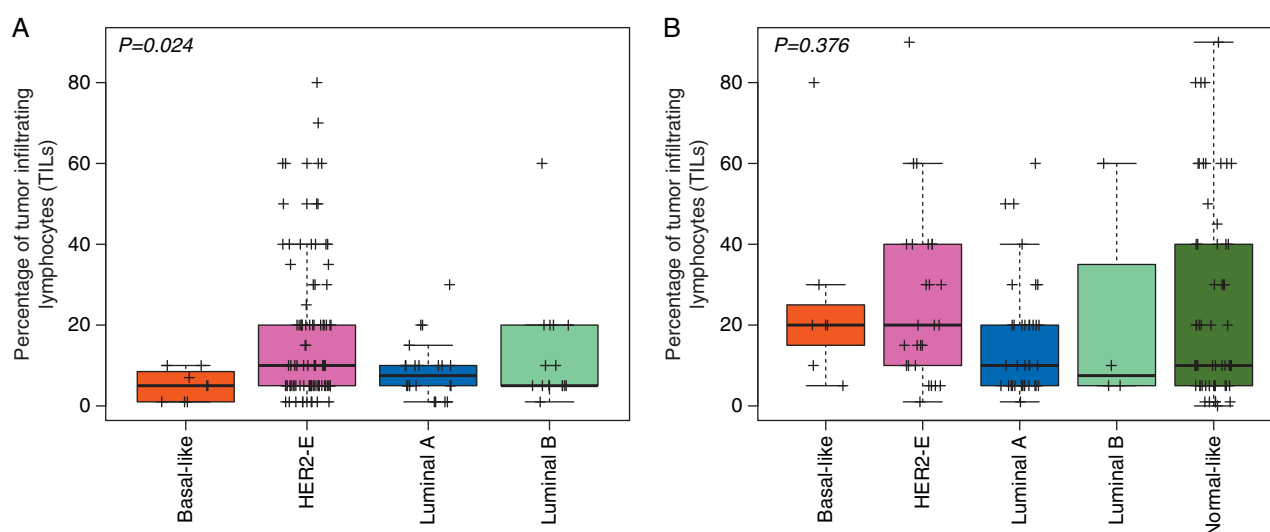 A
P=0.024
Percentage of tumor infiltrating
lymphocytes (TILs)
80
60
40
20
0
Basal-like
HER2-E
Luminal A
Luminal B
B
P=0.376
Percentage of tumor infiltrating
lymphocytes (TILs)
80
60
40
20
0
Basal-like
HER2-E
Luminal A
Luminal B
Normal-like